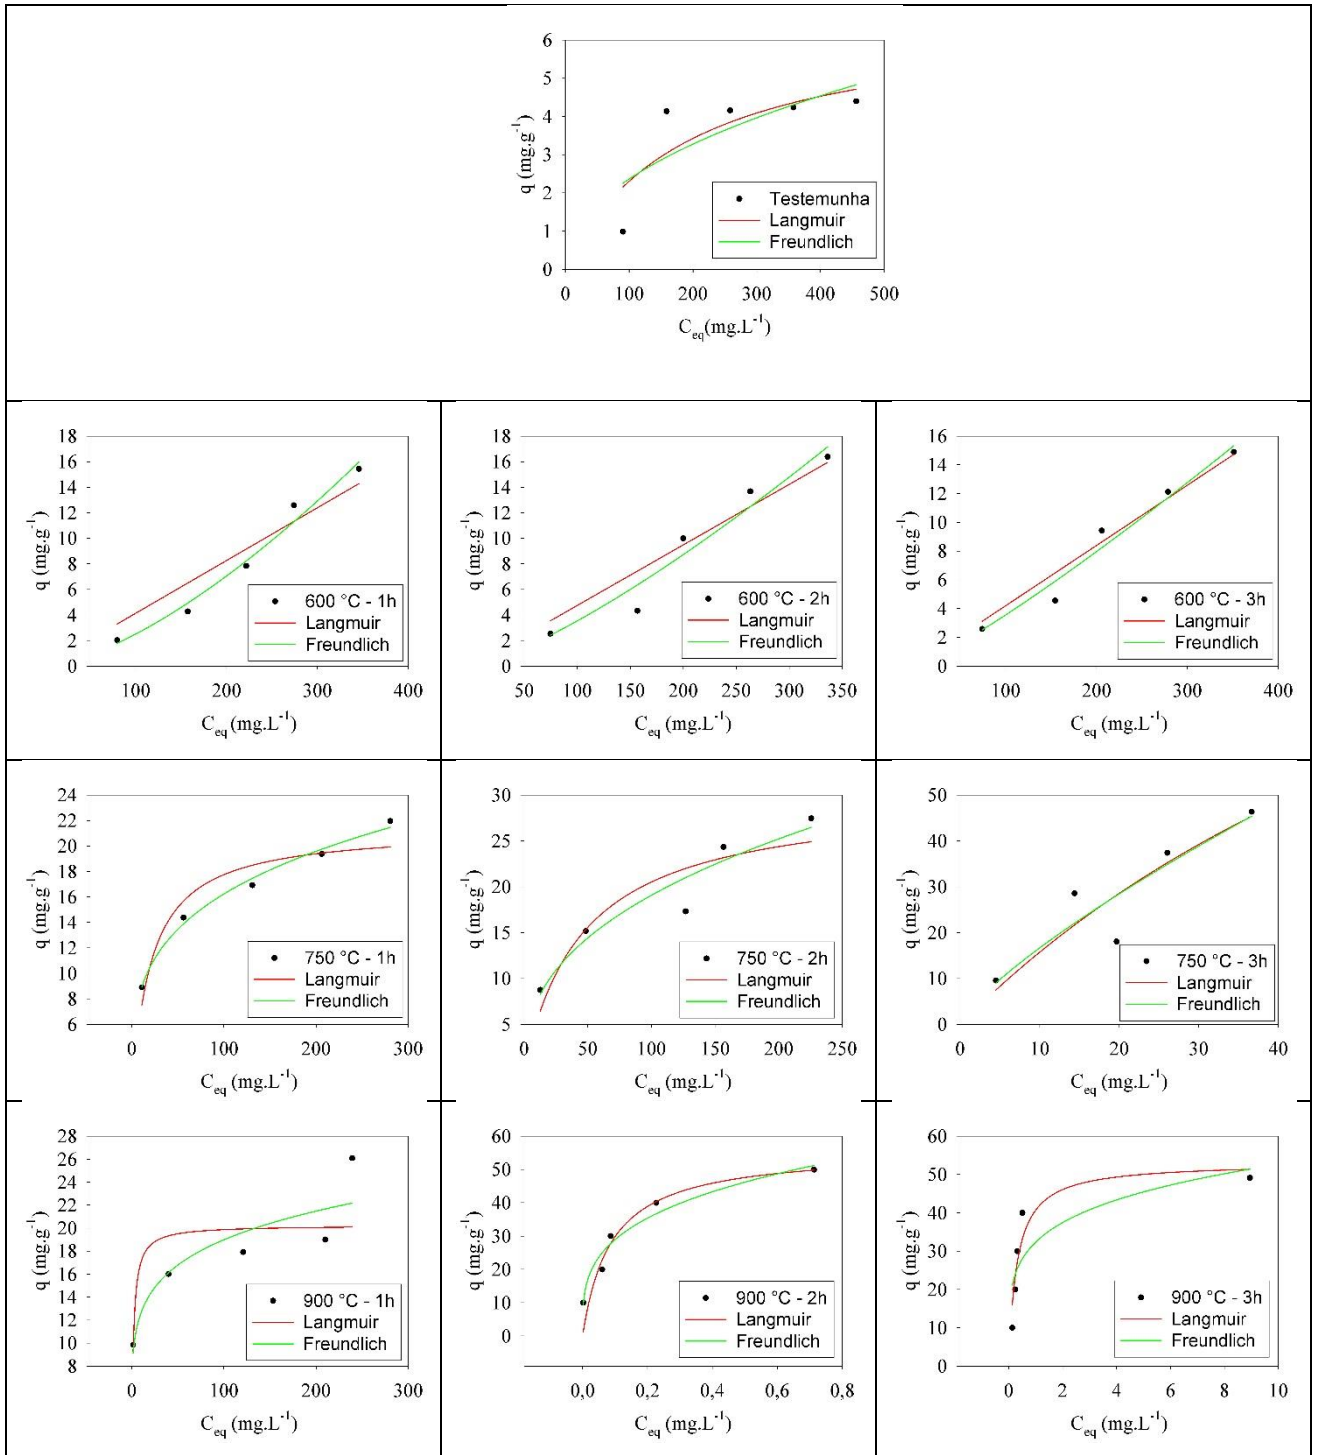 6
5
4
3
2
1
0
q (mg.g⁻¹)
Testemunha
Langmuir
Freundlich
0 100 200 300 400 500
C_eq(mg.L⁻¹)
18
16
14
12
10
8
6
4
2
0
q (mg.g⁻¹)
600 °C - 1h
Langmuir
Freundlich
100 200 300 400
C_eq (mg.L⁻¹)
18
16
14
12
10
8
6
4
2
0
q (mg.g⁻¹)
600 °C - 2h
Langmuir
Freundlich
50 100 150 200 250 300 350
C_eq (mg.L⁻¹)
16
14
12
10
8
6
4
2
0
q (mg.g⁻¹)
600 °C - 3h
Langmuir
Freundlich
100 200 300 400
C_eq (mg.L⁻¹)
24
22
20
18
16
14
12
10
8
6
q (mg.g⁻¹)
750 °C - 1h
Langmuir
Freundlich
0 100 200 300
C_eq (mg.L⁻¹)
30
25
20
15
10
5
q (mg.g⁻¹)
750 °C - 2h
Langmuir
Freundlich
0 50 100 150 200 250
C_eq (mg.L⁻¹)
50
40
30
20
10
0
q (mg.g⁻¹)
750 °C - 3h
Langmuir
Freundlich
0 10 20 30 40
C_eq (mg.L⁻¹)
28
26
24
22
20
18
16
14
12
10
8
q (mg.g⁻¹)
900 °C - 1h
Langmuir
Freundlich
0 100 200 300
C_eq (mg.L⁻¹)
60
50
40
30
20
10
0
q (mg.g⁻¹)
900 °C - 2h
Langmuir
Freundlich
0,0 0,2 0,4 0,6 0,8
C_eq (mg.L⁻¹)
60
50
40
30
20
10
0
q (mg.g⁻¹)
900 °C - 3h
Langmuir
Freundlich
0 2 4 6 8 10
C_eq (mg.L⁻¹)